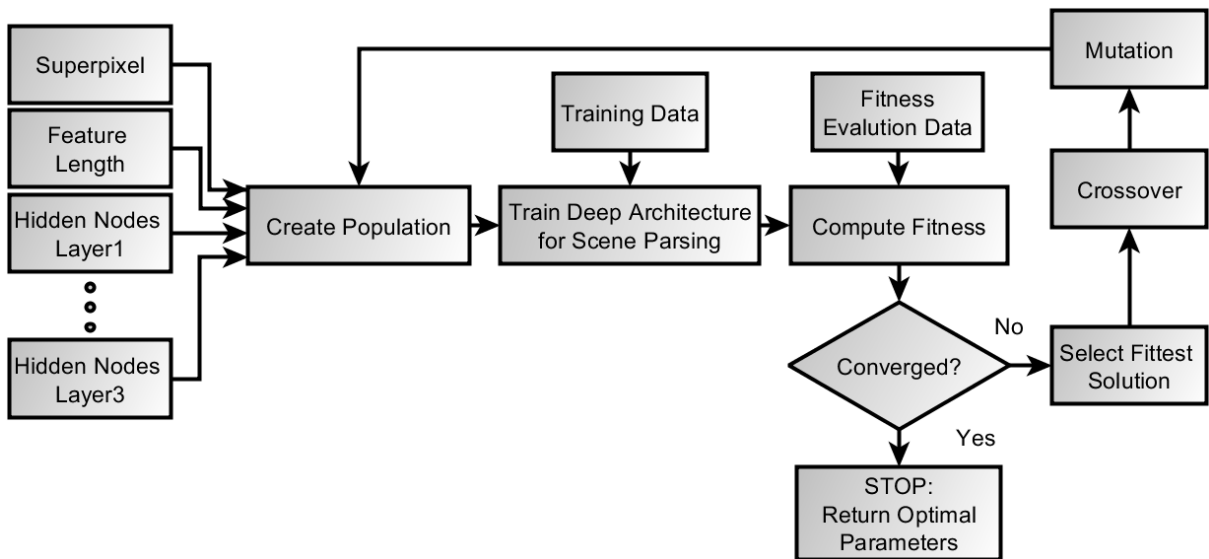 Superpixel
Feature
Length
Hidden Nodes
Layer1
Hidden Nodes
Layer3
Create Population
Training Data
Train Deep Architecture
for Scene Parsing
Fitness
Evalution Data
Compute Fitness
Converged?
No
Yes
STOP:
Return Optimal
Parameters
Select Fittest
Solution
Crossover
Mutation